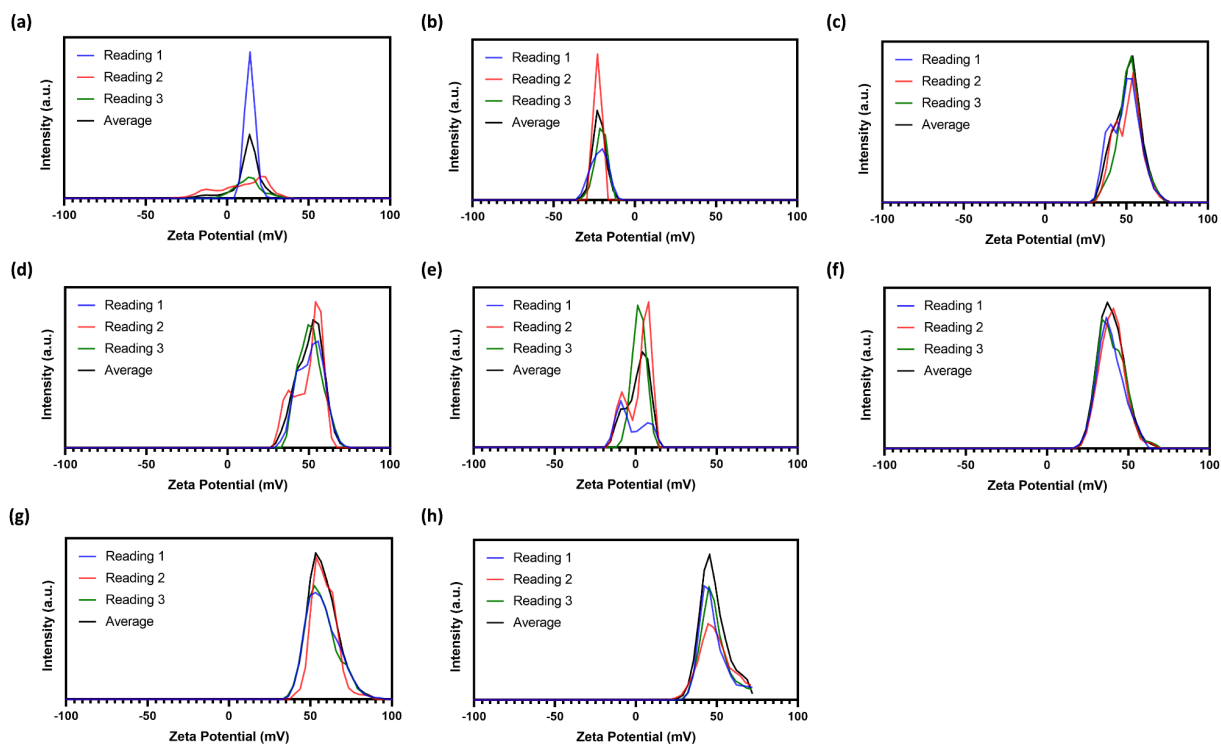 (a)
Reading 1
Reading 2
Reading 3
Average
Intensity (a.u.)
-100 -50 0 50 100
Zeta Potential (mV)
(b)
Reading 1
Reading 2
Reading 3
Average
Intensity (a.u.)
-100 -50 0 50 100
Zeta Potential (mV)
(c)
Reading 1
Reading 2
Reading 3
Average
Intensity (a.u.)
-100 -50 0 50 100
Zeta Potential (mV)
(d)
Reading 1
Reading 2
Reading 3
Average
Intensity (a.u.)
-100 -50 0 50 100
Zeta Potential (mV)
(e)
Reading 1
Reading 2
Reading 3
Average
Intensity (a.u.)
-100 -50 0 50 100
Zeta Potential (mV)
(f)
Reading 1
Reading 2
Reading 3
Average
Intensity (a.u.)
-100 -50 0 50 100
Zeta Potential (mV)
(g)
Reading 1
Reading 2
Reading 3
Average
Intensity (a.u.)
-100 -50 0 50 100
Zeta Potential (mV)
(h)
Reading 1
Reading 2
Reading 3
Average
Intensity (a.u.)
-100 -50 0 50 100
Zeta Potential (mV)